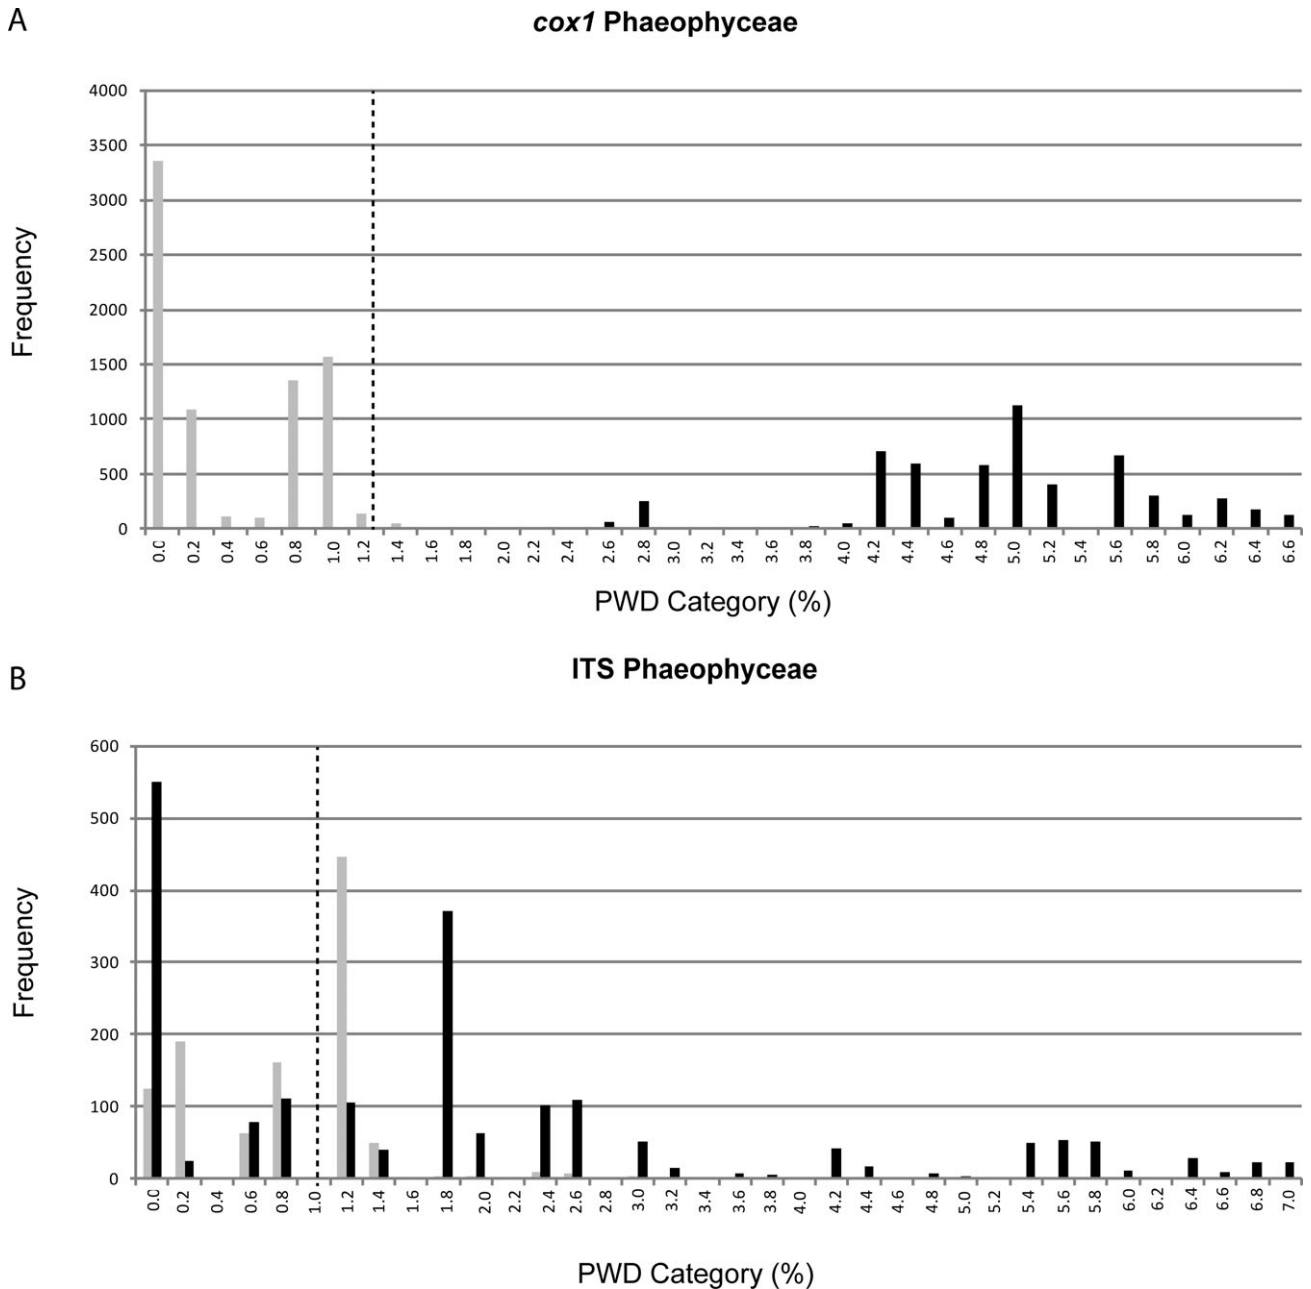 A
cox1 Phaeophyceae
4000
3500
3000
2500
2000
1500
1000
500
0
Frequency
0.0 0.2 0.4 0.6 0.8 1.0 1.2 1.4 1.6 1.8 2.0 2.2 2.4 2.6 2.8 3.0 3.2 3.4 3.6 3.8 4.0 4.2 4.4 4.6 4.8 5.0 5.2 5.4 5.6 5.8 6.0 6.2 6.4 6.6
PWD Category (%)
B
ITS Phaeophyceae
600
500
400
300
200
100
0
Frequency
0.0 0.2 0.4 0.6 0.8 1.0 1.2 1.4 1.6 1.8 2.0 2.2 2.4 2.6 2.8 3.0 3.2 3.4 3.6 3.8 4.0 4.2 4.4 4.6 4.8 5.0 5.2 5.4 5.6 5.8 6.0 6.2 6.4 6.6 6.8 7.0
PWD Category (%)